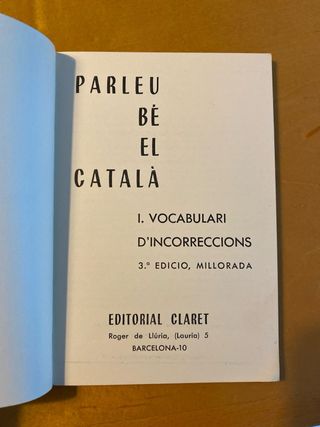 PARLEU
BÉ
EL
CATALÀ
I. VOCABULARI
D'INCORRECCIONS
3.ª EDICIO, MILLORADA
EDITORIAL CLARET
Roger de Llúria, (Lauria) 5
BARCELONA-10